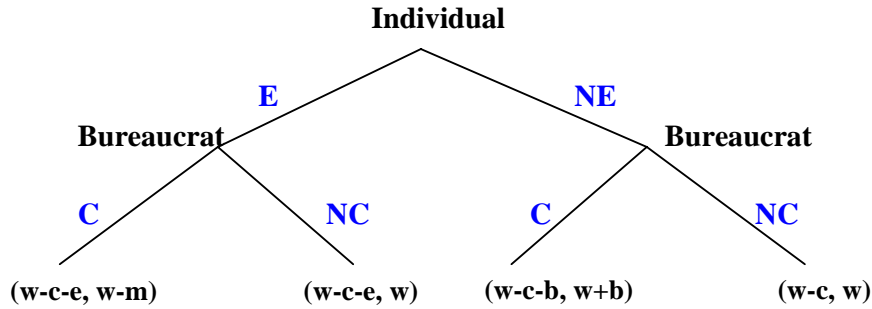 Individual
E NE
Bureaucrat Bureaucrat
C NC C NC
(w-c-e, w-m) (w-c-e, w) (w-c-b, w+b) (w-c, w)